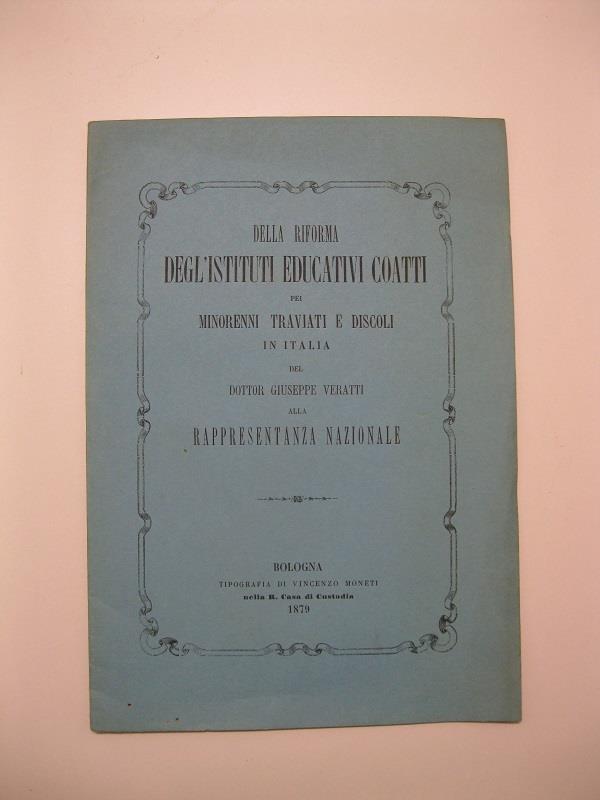 DELLA RIFORMA
DEGL'ISTITUTI EDUCATIVI COATTI
PEI
MINORENNI TRAVIATI E DISCOLI
IN ITALIA
DEL
DOTTOR GIUSEPPE VERATTI
ALLA
RAPPRESENTANZA NAZIONALE
BOLOGNA
TIPOGRAFIA DI VINCENZO MONETI
nella R. Casa di Custodia
1879